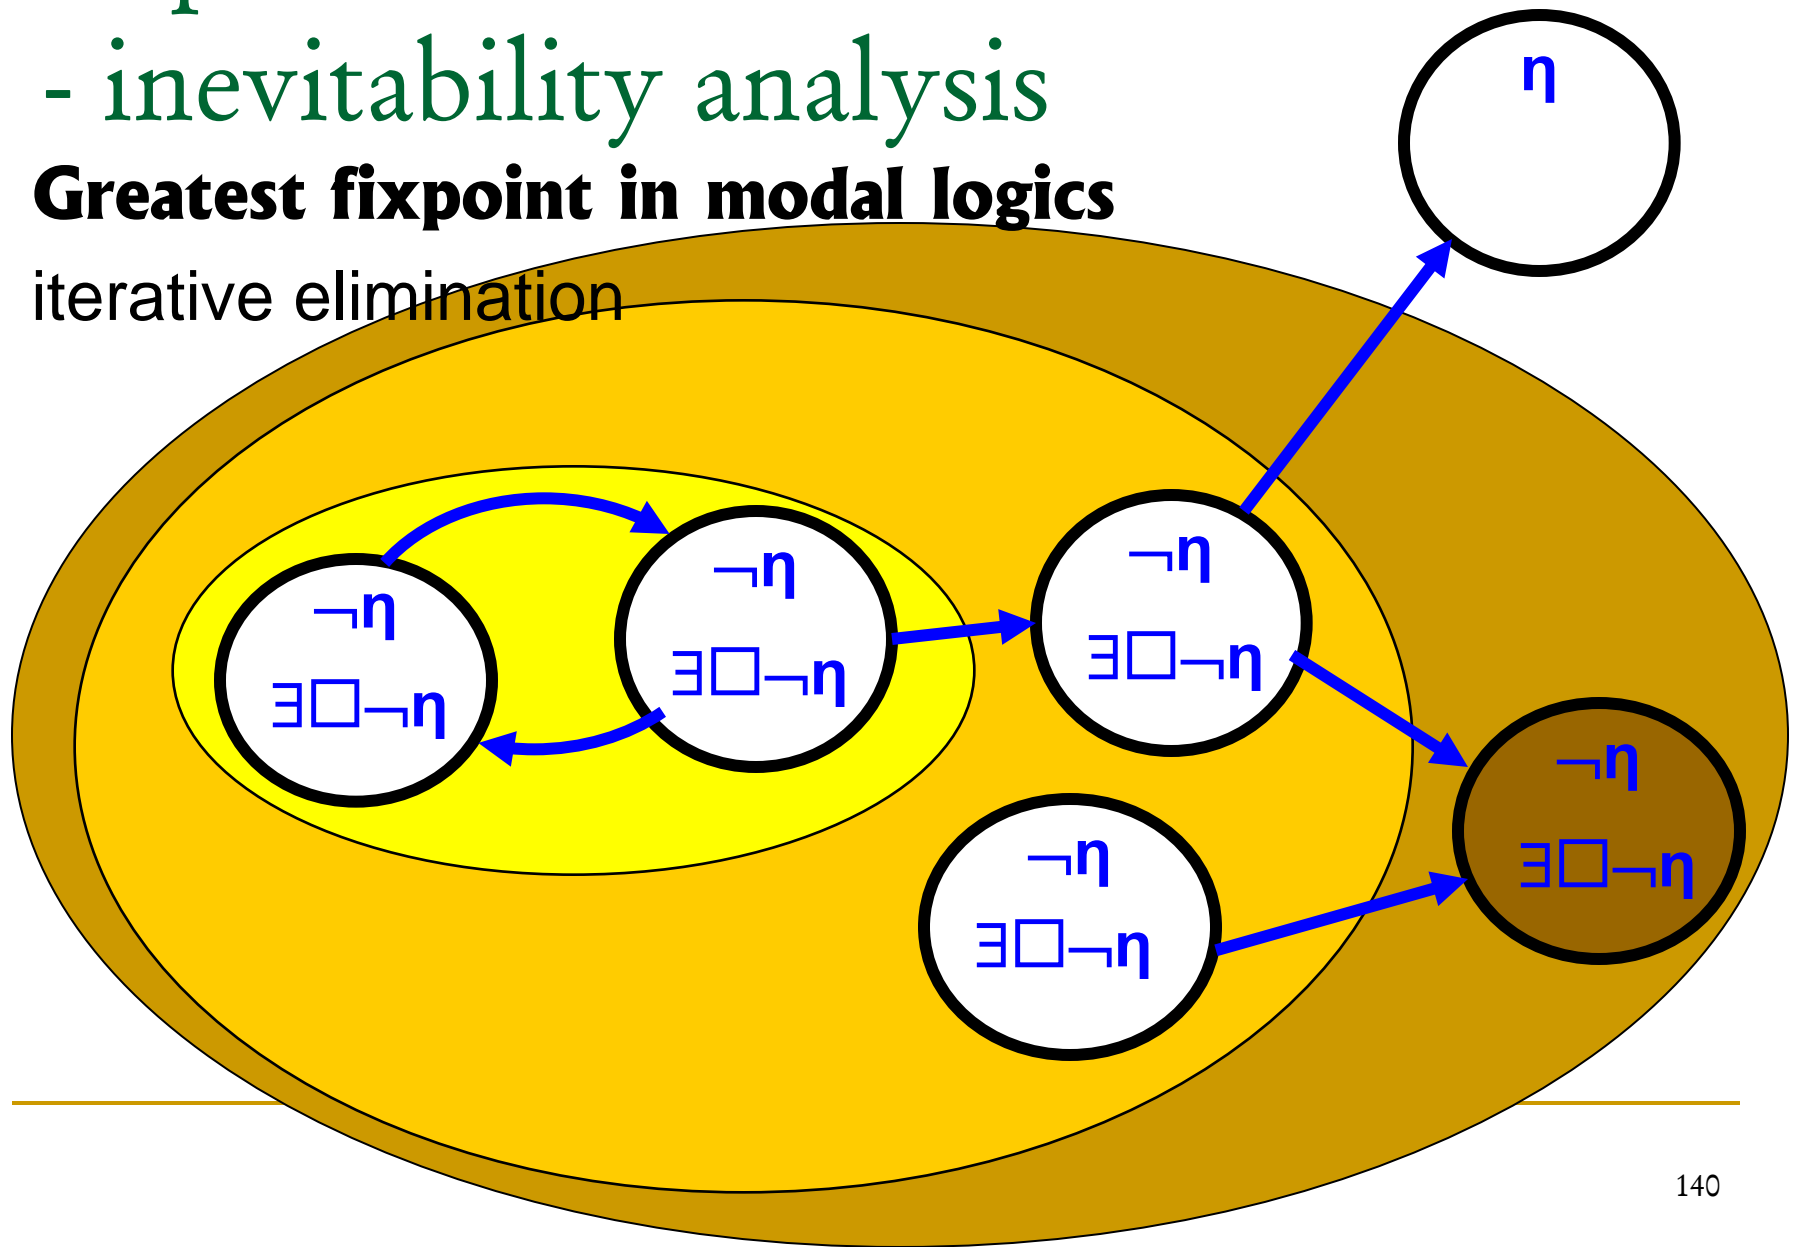 - inevitability analysis
Greatest fixpoint in modal logics
iterative elimination
η
¬η
∃□¬η
¬η
∃□¬η
¬η
∃□¬η
¬η
∃□¬η
¬η
∃□¬η
140